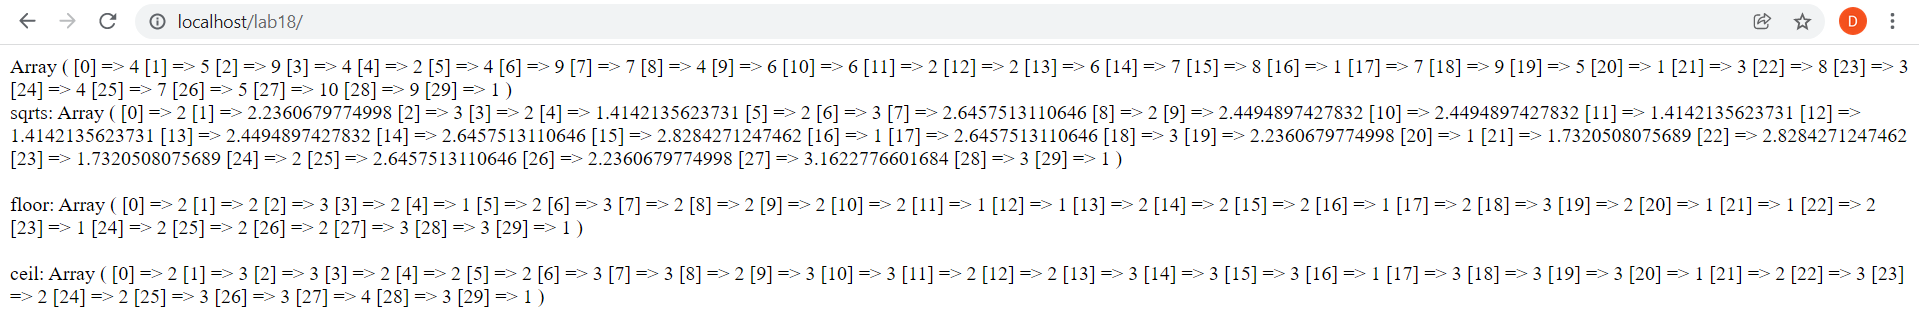 localhost/lab18/
D
Array ( [0] => 4 [1] => 5 [2] => 9 [3] => 4 [4] => 2 [5] => 4 [6] => 9 [7] => 7 [8] => 4 [9] => 6 [10] => 6 [11] => 2 [12] => 2 [13] => 6 [14] => 7 [15] => 8 [16] => 1 [17] => 7 [18] => 9 [19] => 5 [20] => 1 [21] => 3 [22] => 8 [23] => 3
[24] => 4 [25] => 7 [26] => 5 [27] => 10 [28] => 9 [29] => 1 )
sqrts: Array ( [0] => 2 [1] => 2.2360679774998 [2] => 3 [3] => 2 [4] => 1.4142135623731 [5] => 2 [6] => 3 [7] => 2.6457513110646 [8] => 2 [9] => 2.4494897427832 [10] => 2.4494897427832 [11] => 1.4142135623731 [12] =>
1.4142135623731 [13] => 2.4494897427832 [14] => 2.6457513110646 [15] => 2.8284271247462 [16] => 1 [17] => 2.6457513110646 [18] => 3 [19] => 2.2360679774998 [20] => 1 [21] => 1.7320508075689 [22] => 2.8284271247462
[23] => 1.7320508075689 [24] => 2 [25] => 2.6457513110646 [26] => 2.2360679774998 [27] => 3.1622776601684 [28] => 3 [29] => 1 )
floor: Array ( [0] => 2 [1] => 2 [2] => 3 [3] => 2 [4] => 1 [5] => 2 [6] => 3 [7] => 2 [8] => 2 [9] => 2 [10] => 2 [11] => 1 [12] => 1 [13] => 2 [14] => 2 [15] => 2 [16] => 1 [17] => 2 [18] => 3 [19] => 2 [20] => 1 [21] => 1 [22] => 2
[23] => 1 [24] => 2 [25] => 2 [26] => 2 [27] => 3 [28] => 3 [29] => 1 )
ceil: Array ( [0] => 2 [1] => 3 [2] => 3 [3] => 2 [4] => 2 [5] => 2 [6] => 3 [7] => 3 [8] => 2 [9] => 3 [10] => 3 [11] => 2 [12] => 2 [13] => 3 [14] => 3 [15] => 3 [16] => 1 [17] => 3 [18] => 3 [19] => 3 [20] => 1 [21] => 2 [22] => 3 [23]
=> 2 [24] => 2 [25] => 3 [26] => 3 [27] => 4 [28] => 3 [29] => 1 )